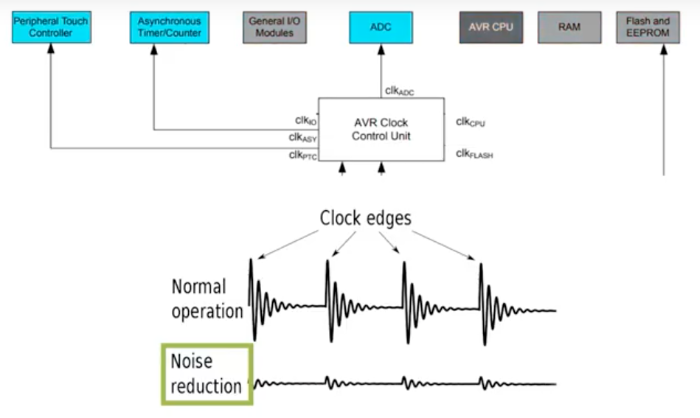 Peripheral Touch
Controller
Asynchronous
Timer/Counter
General I/O
Modules
ADC
AVR CPU
RAM
Flash and
EEPROM
clkADC
AVR Clock
Control Unit
clkIO
clkASY
clkPTC
clkCPU
clkFLASH
Clock edges
Normal
operation
Noise
reduction